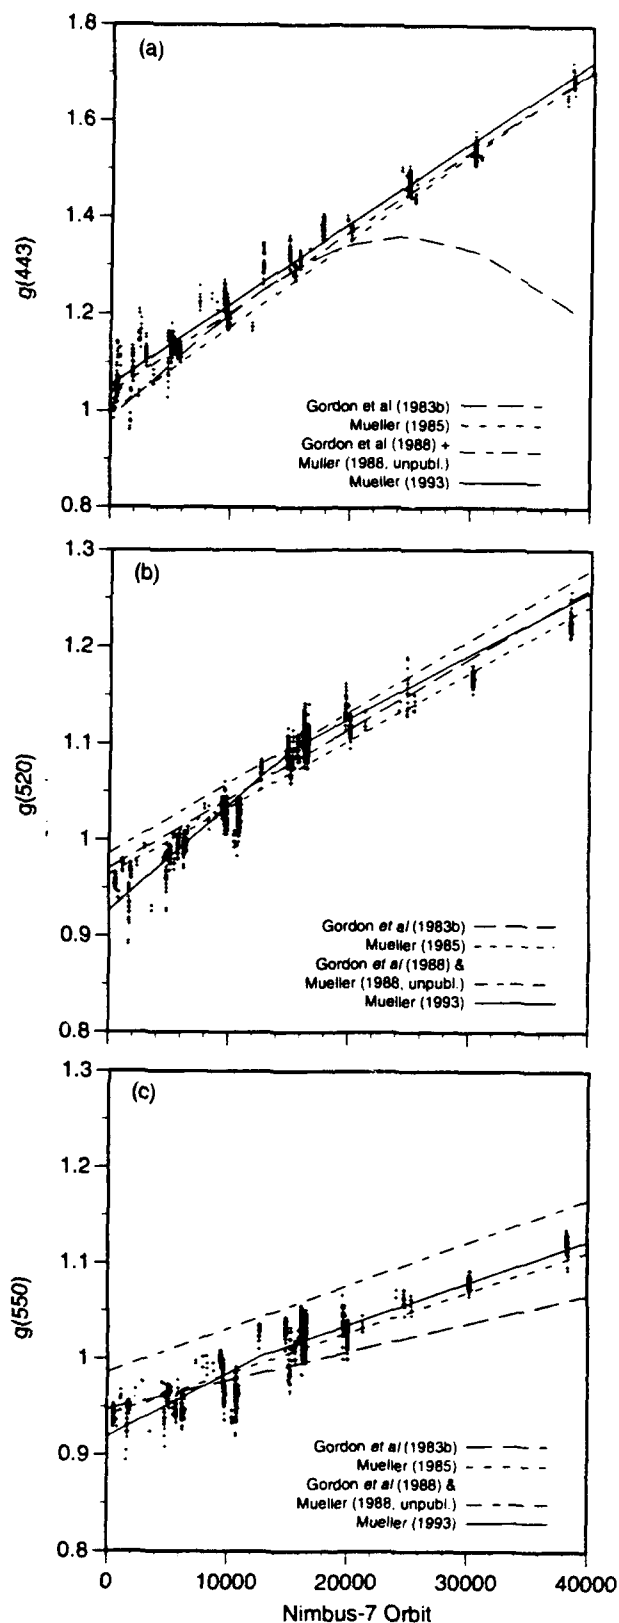 1.8
(a)
1.6
1.4
g(443)
1.2
1
0.8
Gordon et al (1983b)
Mueller (1985)
Gordon et al (1988) +
Muller (1988, unpubl.)
Mueller (1993)
1.3
(b)
1.2
1.1
g(520)
1
0.9
0.8
Gordon et al (1983b)
Mueller (1985)
Gordon et al (1988) &
Mueller (1988, unpubl.)
Mueller (1993)
1.3
(c)
1.2
1.1
g(550)
1
0.9
0.8
Gordon et al (1983b)
Mueller (1985)
Gordon et al (1988) &
Mueller (1988, unpubl.)
Mueller (1993)
0 10000 20000 30000 40000
Nimbus-7 Orbit